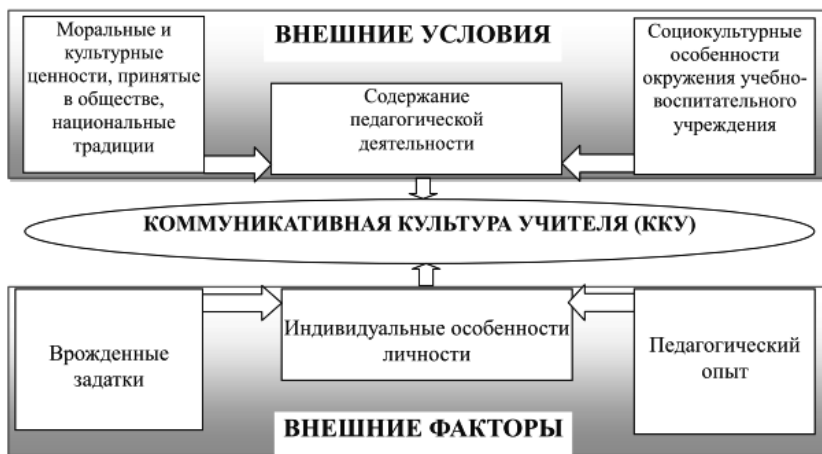 ВНЕШНИЕ УСЛОВИЯ
Моральные и
культурные
ценности, принятые
в обществе,
национальные
традиции
Содержание
педагогической
деятельности
Социокультурные
особенности
окружения учебно-
воспитательного
учреждения
КОММУНИКАТИВНАЯ КУЛЬТУРА УЧИТЕЛЯ (ККУ)
Врожденные
задатки
Индивидуальные особенности
личности
Педагогический
опыт
ВНЕШНИЕ ФАКТОРЫ